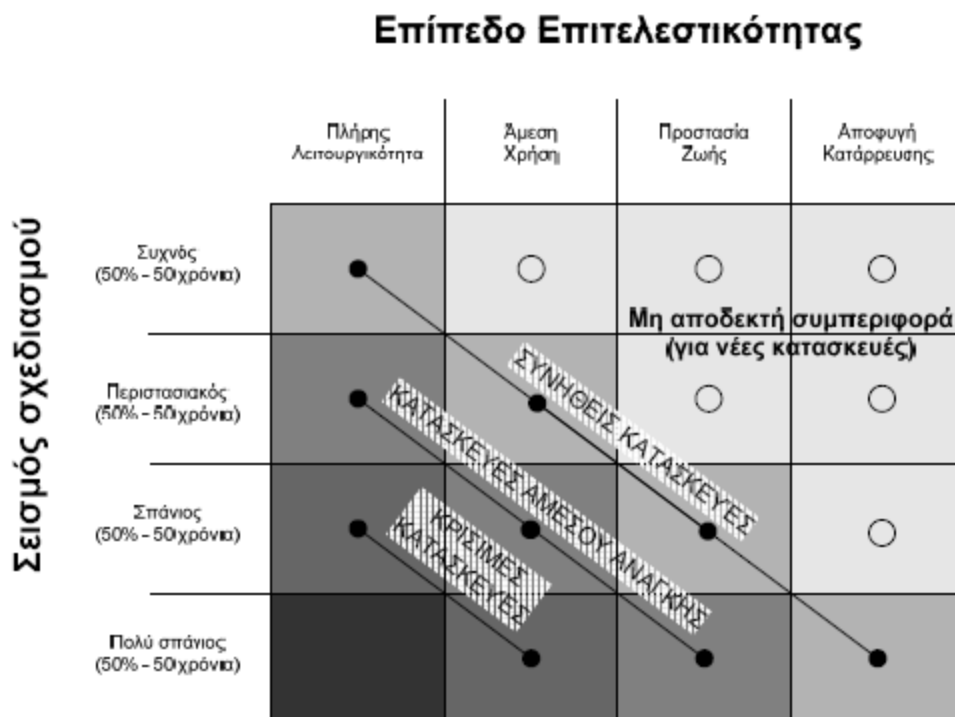 Επίπεδο Επιτελεστικότητας
Πλήρης
Λειτουργικότητα
Άμεση
Χρήση
Προστασία
Ζωής
Αποφυγή
Κατάρρευσης
Σεισμός σχεδιασμού
Συχνός
(50% - 50 χρόνια)
Μη αποδεκτή συμπεριφορά
(για νέες κατασκευές)
Περιστασιακός
(50% - 50 χρόνια)
ΣΥΝΗΘΕΙΣ ΚΑΤΑΣΚΕΥΕΣ
ΚΑΤΑΣΚΕΥΕΣ ΑΜΕΣΟΥ ΑΝΑΓΚΗΣ
Σπάνιος
(50% - 50 χρόνια)
ΚΡΙΣΙΜΕΣ
ΚΑΤΑΣΚΕΥΕΣ
Πολύ σπάνιος
(50% - 50 χρόνια)